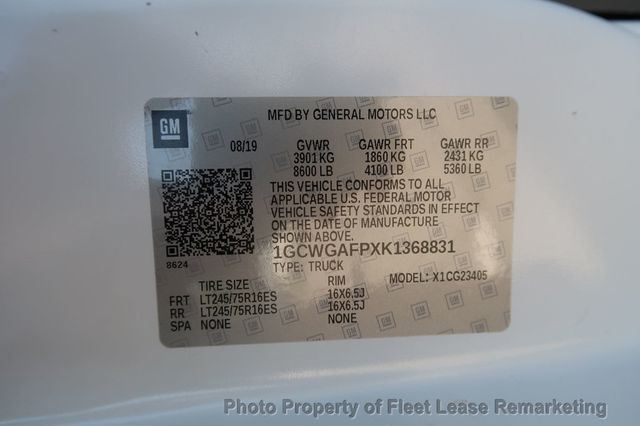 MFD BY GENERAL MOTORS LLC
GM
08/19 GVWR GAWR FRT GAWR RR
3901 KG 1860 KG 2431 KG
8600 LB 4100 LB 5360 LB
THIS VEHICLE CONFORMS TO ALL
APPLICABLE U.S. FEDERAL MOTOR
VEHICLE SAFETY STANDARDS IN EFFECT
ON THE DATE OF MANUFACTURE
SHOWN ABOVE.
1GCWGAFPXK1368831
8624
TYPE: TRUCK MODEL: X1CG23405
TIRE SIZE RIM
FRT LT245/75R16ES 16X6.5J
RR LT245/75R16ES 16X6.5J
SPA NONE NONE
Photo Property of Fleet Lease Remarketing